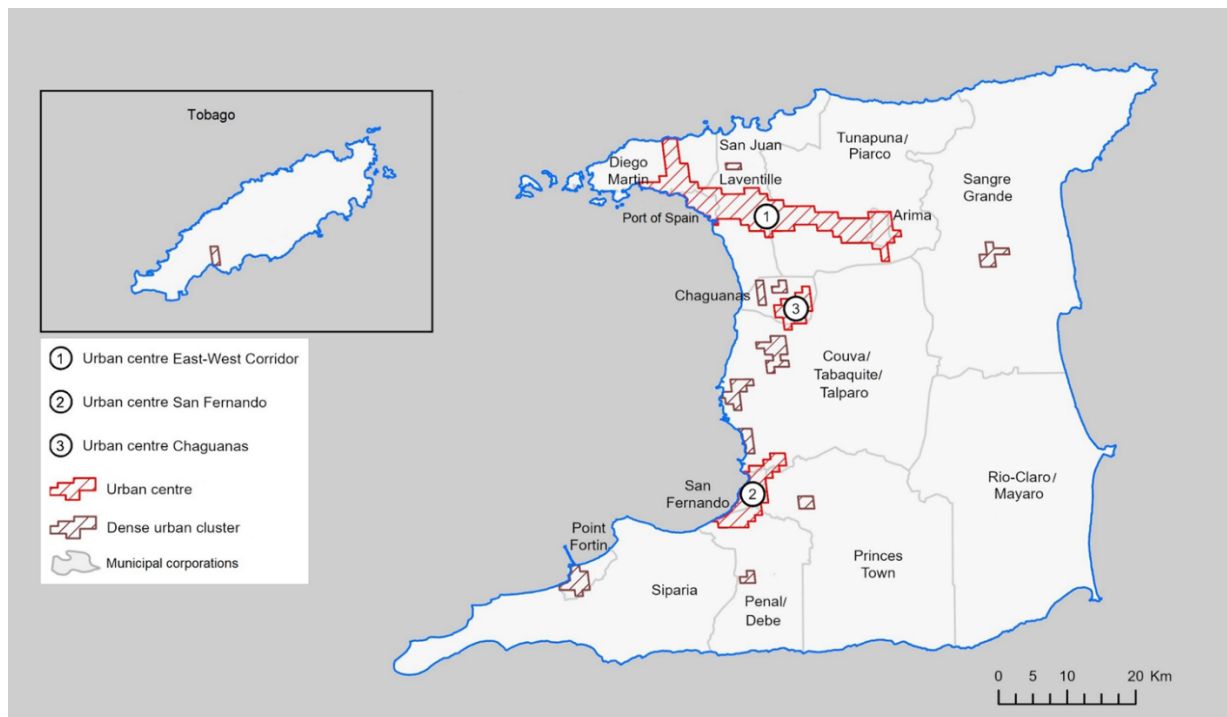 Tobago
Diego
Martin
San Juan
Laventille
Tunapuna/
Piarco
Sangre
Grande
Port of Spain
1
Arima
Chaguanas
3
Couva/
Tabaquite/
Talparo
San
Fernando
2
Rio-Claro/
Mayaro
Point
Fortin
Siparia
Penal/
Debe
Princes
Town
1 Urban centre East-West Corridor
2 Urban centre San Fernando
3 Urban centre Chaguanas
Urban centre
Dense urban cluster
Municipal corporations
0 5 10 20 Km